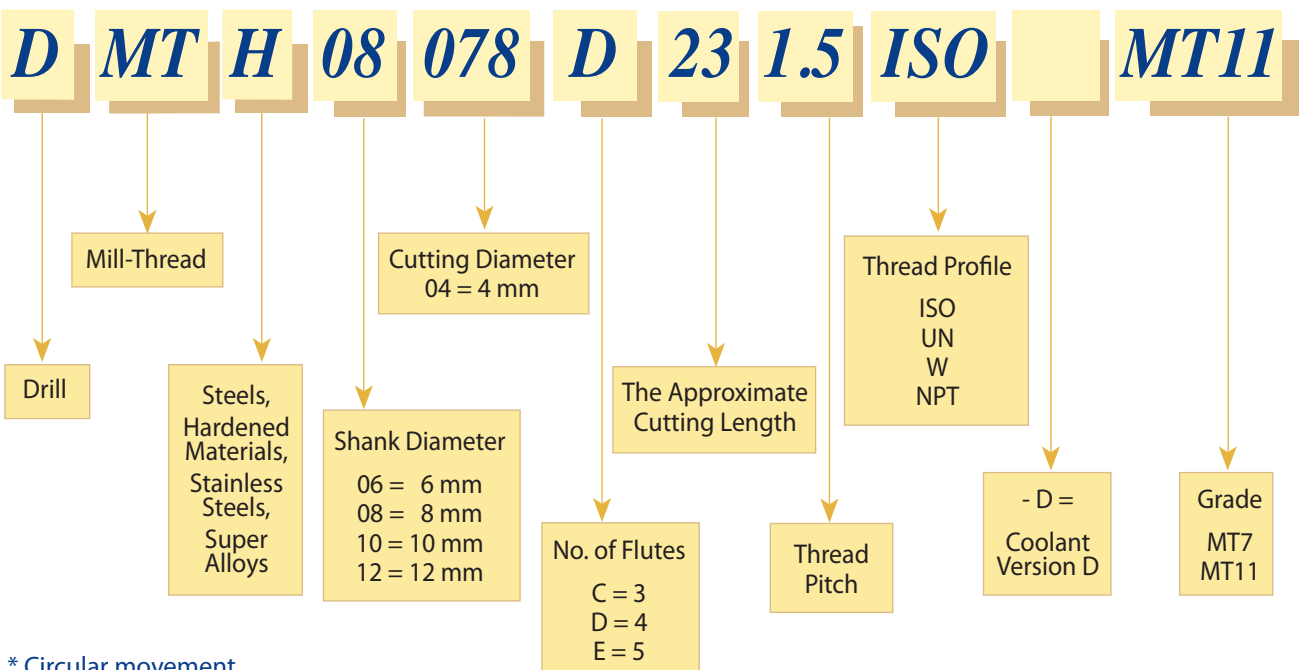 D MT H 08 078 D 23 1.5 ISO MT11
Drill
Mill-Thread
Steels,
Hardened
Materials,
Stainless
Steels,
Super
Alloys
Shank Diameter
06 = 6 mm
08 = 8 mm
10 = 10 mm
12 = 12 mm
Cutting Diameter
04 = 4 mm
No. of Flutes
C = 3
D = 4
E = 5
The Approximate
Cutting Length
Thread
Pitch
Thread Profile
ISO
UN
W
NPT
- D =
Coolant
Version D
Grade
MT7
MT11
* Circular movement